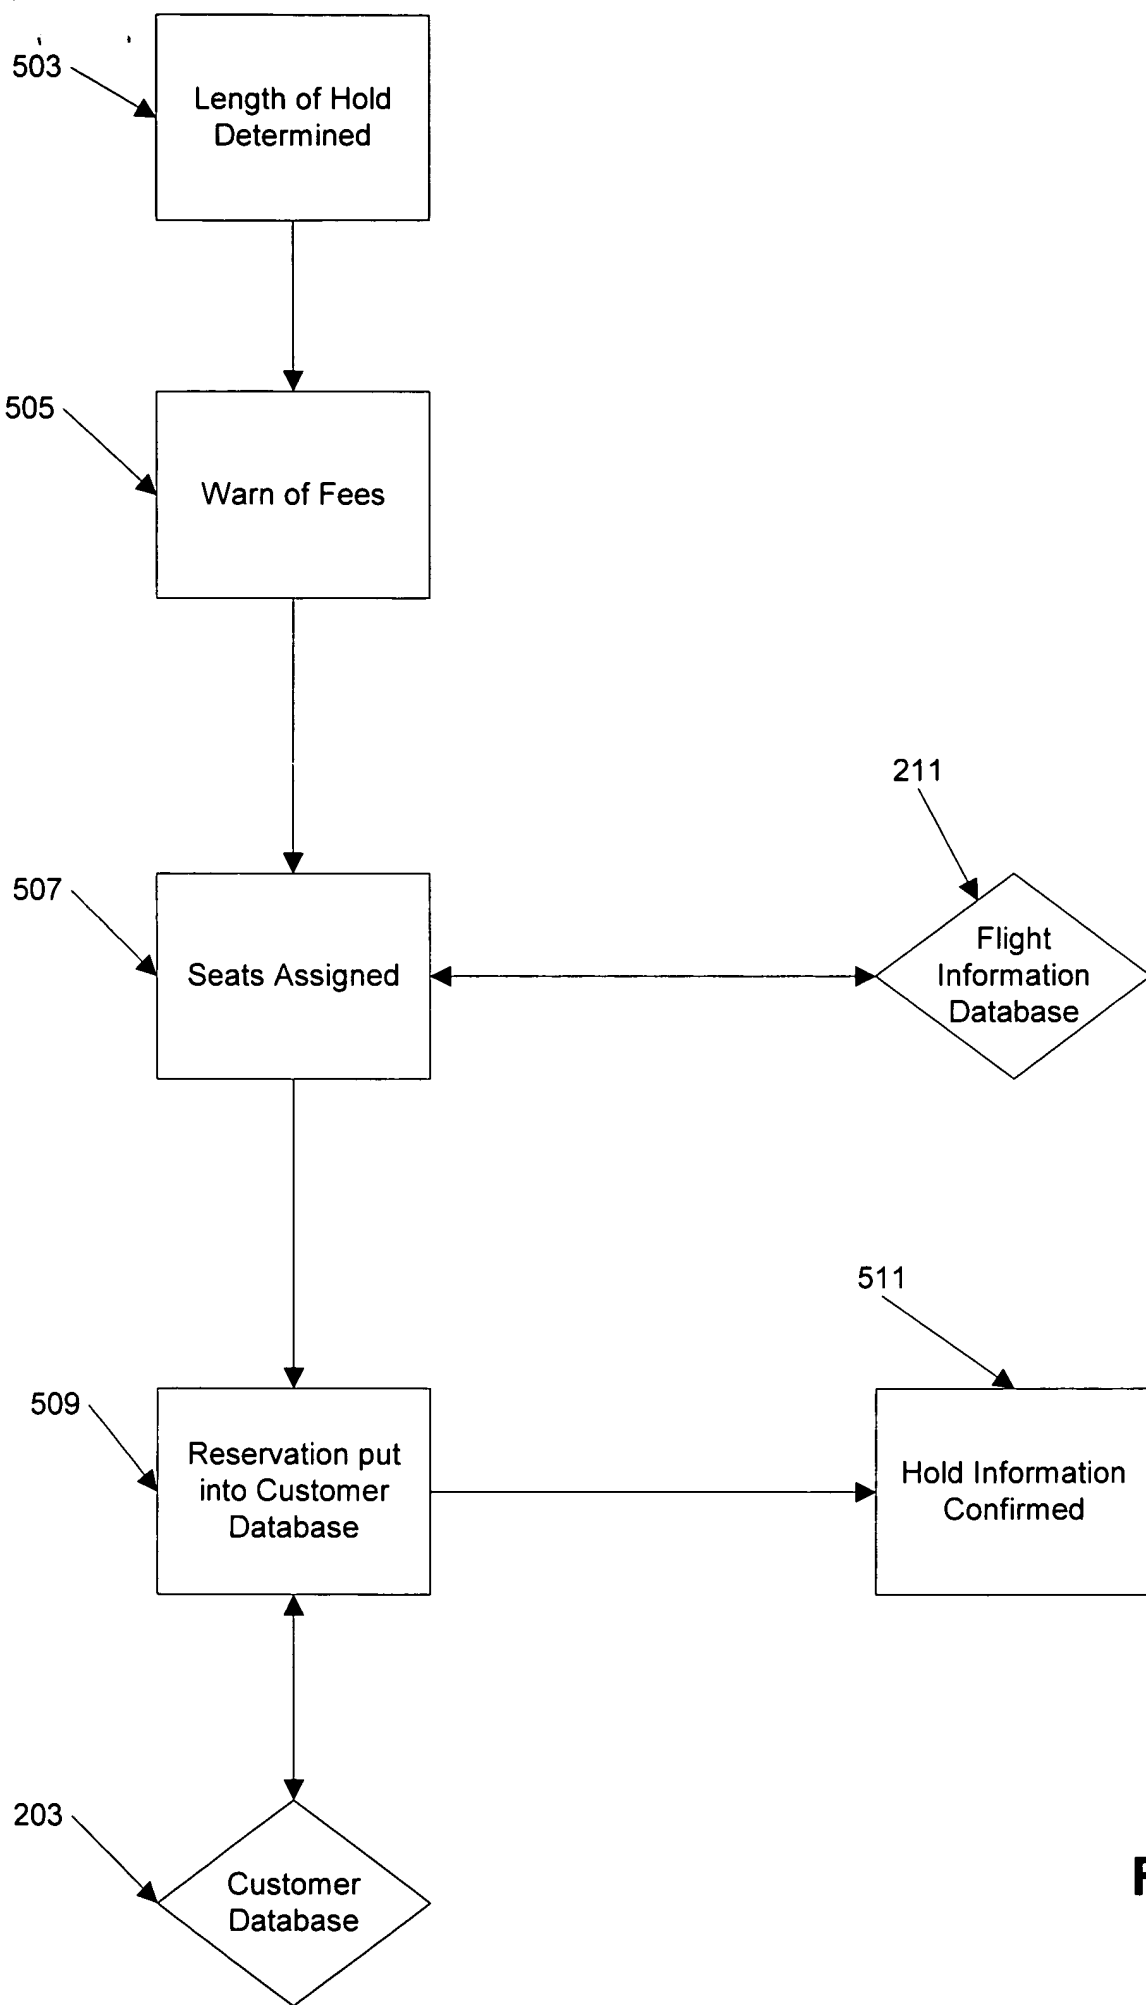 503
Length of Hold
Determined
505
Warn of Fees
211
507
Seats Assigned
Flight
Information
Database
511
509
Reservation put
into Customer
Database
Hold Information
Confirmed
203
Customer
Database